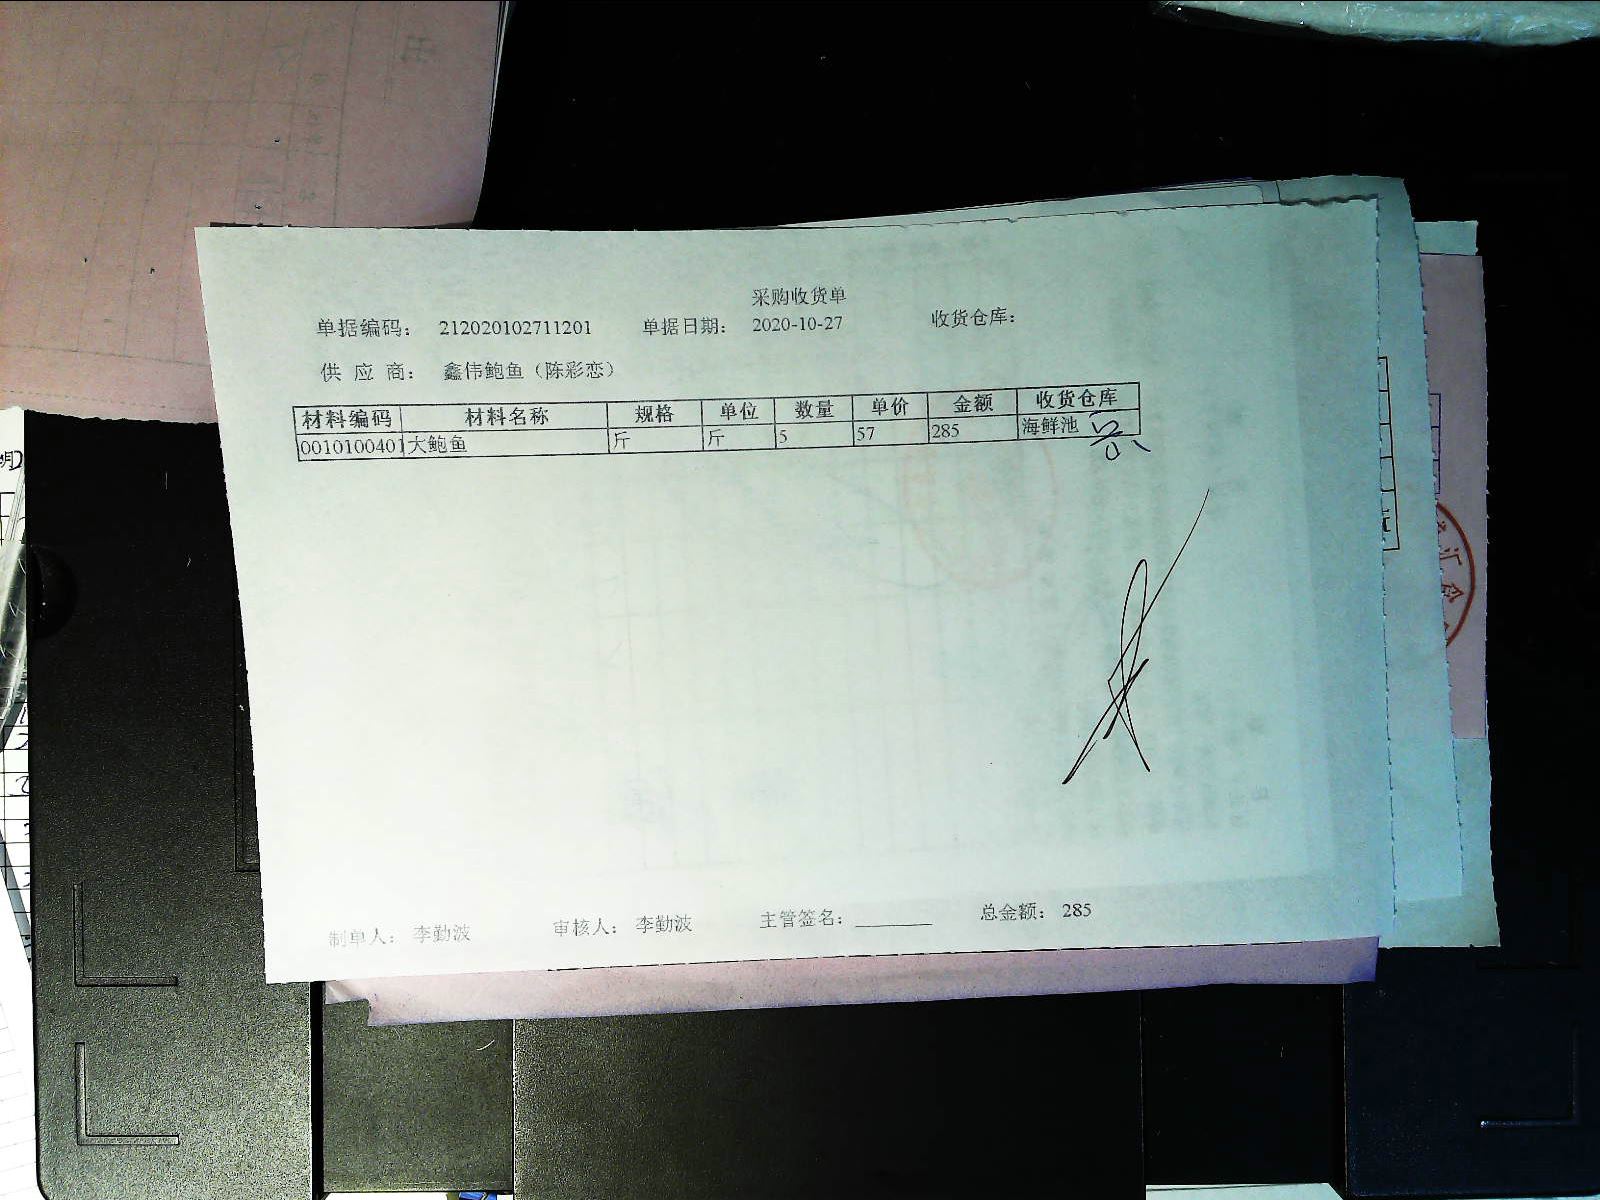 采购收货单
单据编码： 212020102711201 单据日期： 2020-10-27 收货仓库：
供 应 商： 鑫伟鲍鱼（陈彩恋）
材料编码 材料名称 规格 单位 数量 单价 金额 收货仓库
0010100401 大鲍鱼 斤 斤 5 57 285 海鲜池
制单人： 李勤波 审核人： 李勤波 主管签名： 总金额： 285